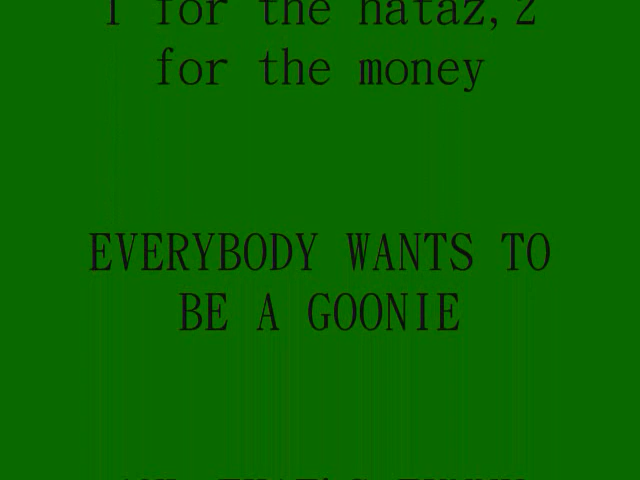 1 for the hataz,2
for the money
EVERYBODY WANTS TO
BE A GOONIE